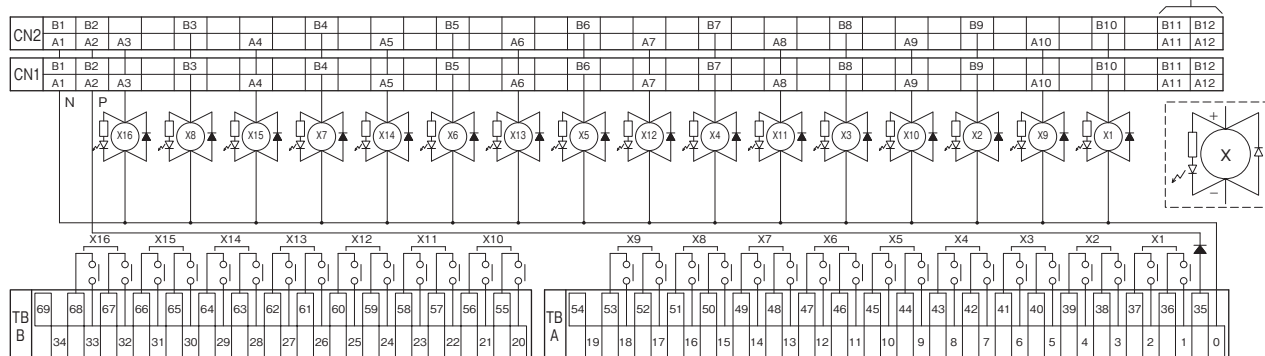 B1 B2 B3 B4 B5 B6 B7 B8 B9 B10 B11 B12
CN2
A1 A2 A3 A4 A5 A6 A7 A8 A9 A10 A11 A12
B1 B2 B3 B4 B5 B6 B7 B8 B9 B10 B11 B12
CN1
A1 A2 A3 A4 A5 A6 A7 A8 A9 A10 A11 A12
N P
X16 X8 X15 X7 X14 X6 X13 X5 X12 X4 X11 X3 X10 X2 X9 X1
+
X
−
X16 X15 X14 X13 X12 X11 X10 X9 X8 X7 X6 X5 X4 X3 X2 X1
TB B
69 68 67 66 65 64 63 62 61 60 59 58 57 56 55
34 33 32 31 30 29 28 27 26 25 24 23 22 21 20
TB A
54 53 52 51 50 49 48 47 46 45 44 43 42 41 40 39 38 37 36 35
19 18 17 16 15 14 13 12 11 10 9 8 7 6 5 4 3 2 1 0